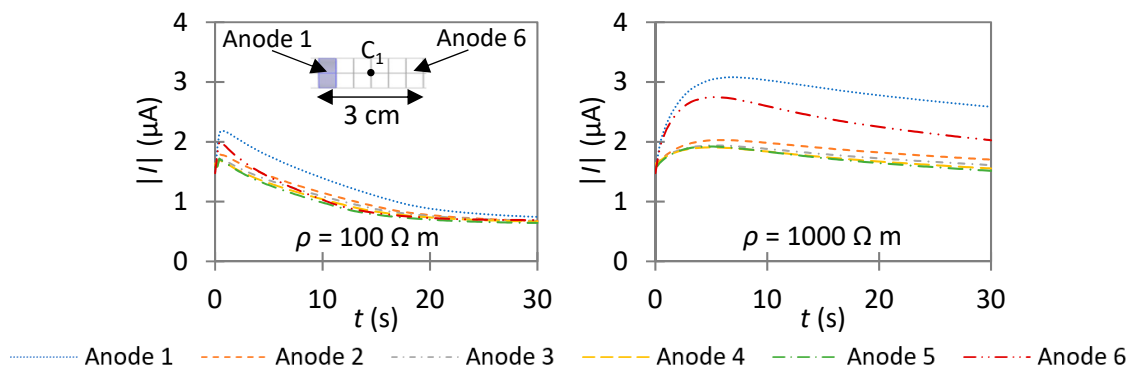 4
3
2
1
0
|I| (μA)
Anode 1
C1
Anode 6
3 cm
ρ = 100 Ω m
0
10
20
30
t (s)
4
3
2
1
0
|I| (μA)
ρ = 1000 Ω m
0
10
20
30
t (s)
Anode 1
Anode 2
Anode 3
Anode 4
Anode 5
Anode 6